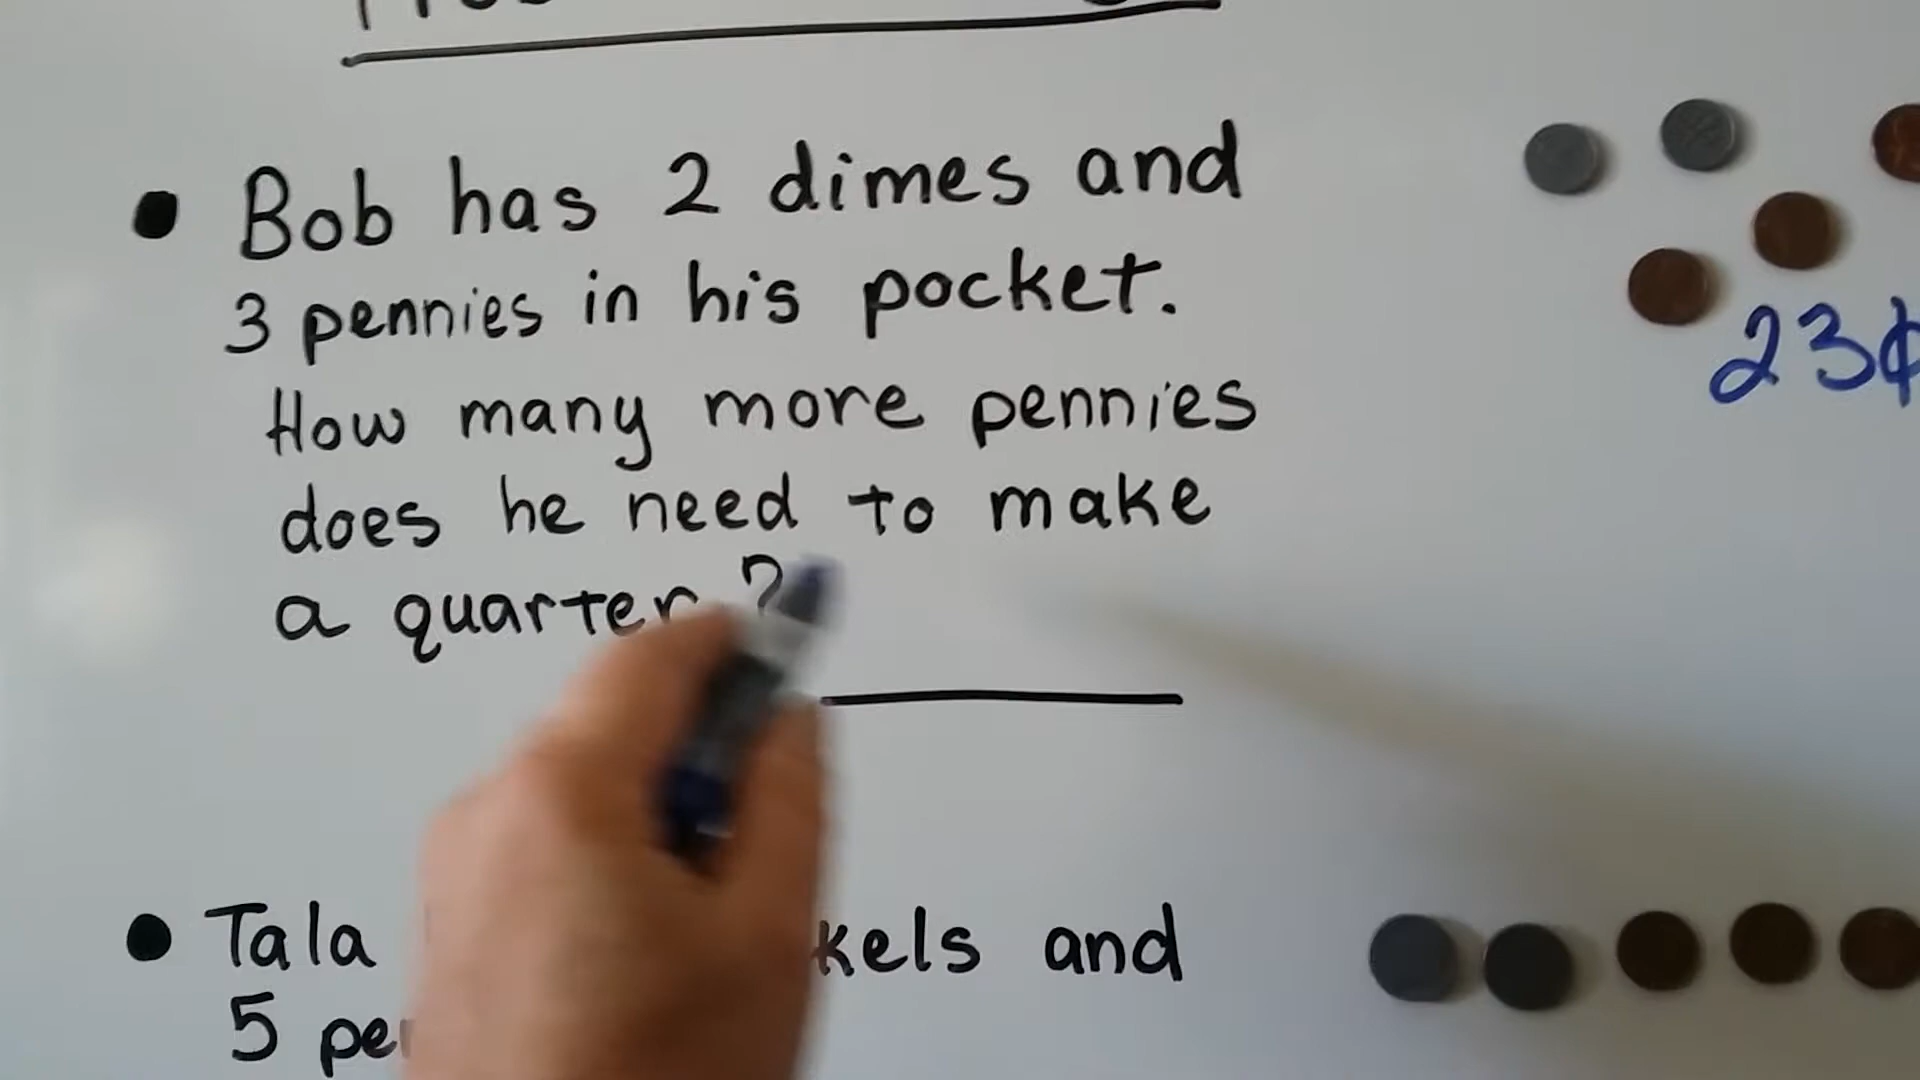 Bob has 2 dimes and
3 pennies in his pocket.
How many more pennies
does he need to make
a quarter?
23¢
Tala kels and
5 pe